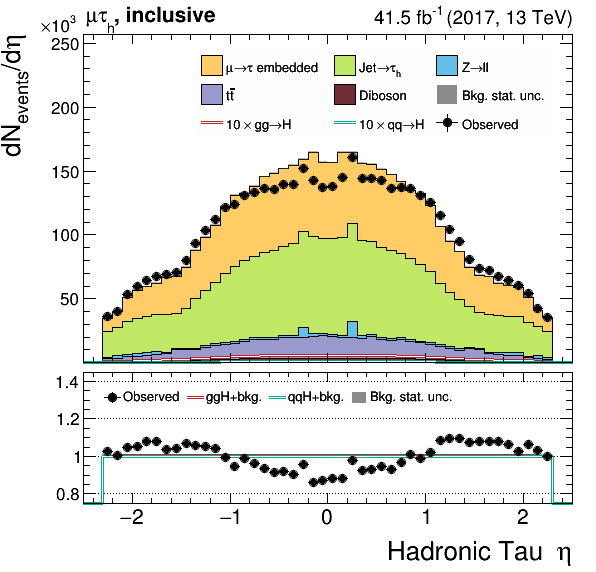 ×10³ μτₕ, inclusive 41.5 fb⁻¹ (2017, 13 TeV)
dN_events/dη
250
200
150
100
50
μ→τ embedded Jet→τₕ Z→ll
tt̄ Diboson Bkg. stat. unc.
10 × gg→H 10 × qq→H Observed
1.4
1.2
1
0.8
Observed ggH+bkg. qqH+bkg. Bkg. stat. unc.
−2 −1 0 1 2
Hadronic Tau η